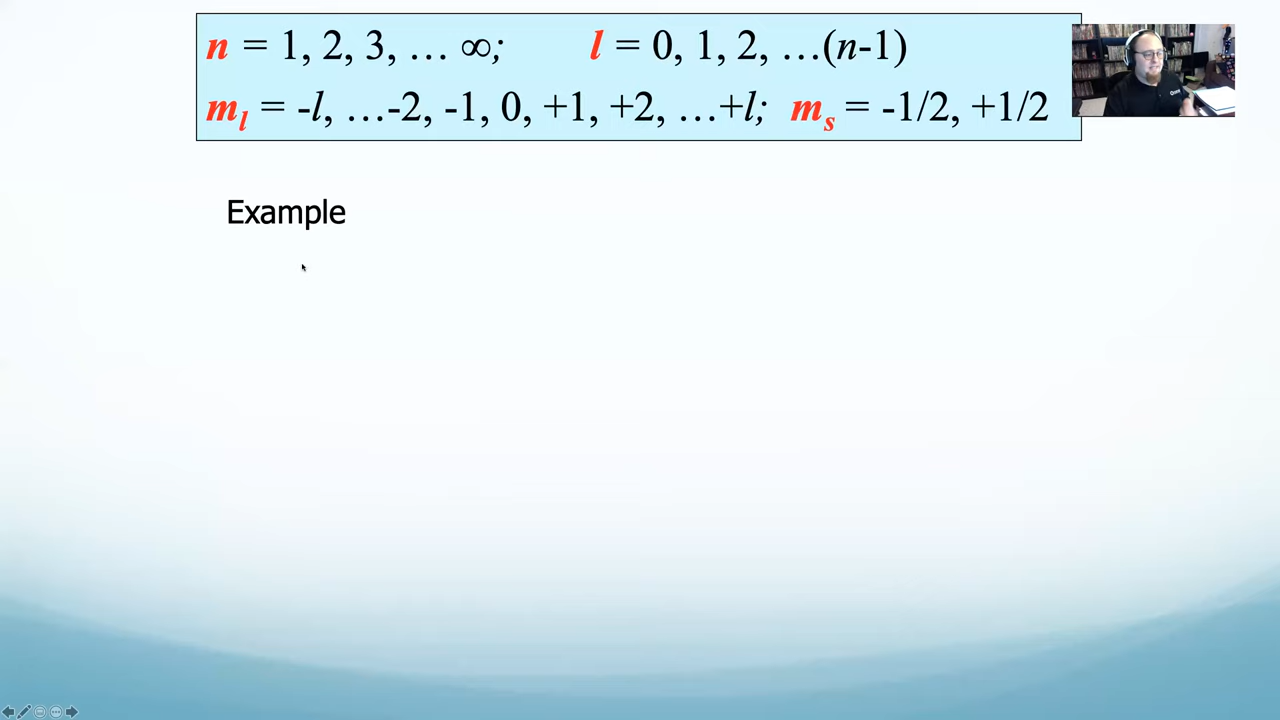 n = 1, 2, 3, … ∞; l = 0, 1, 2, …(n-1)
mₗ = -l, …-2, -1, 0, +1, +2, …+l; mₛ = -1/2, +1/2
Example